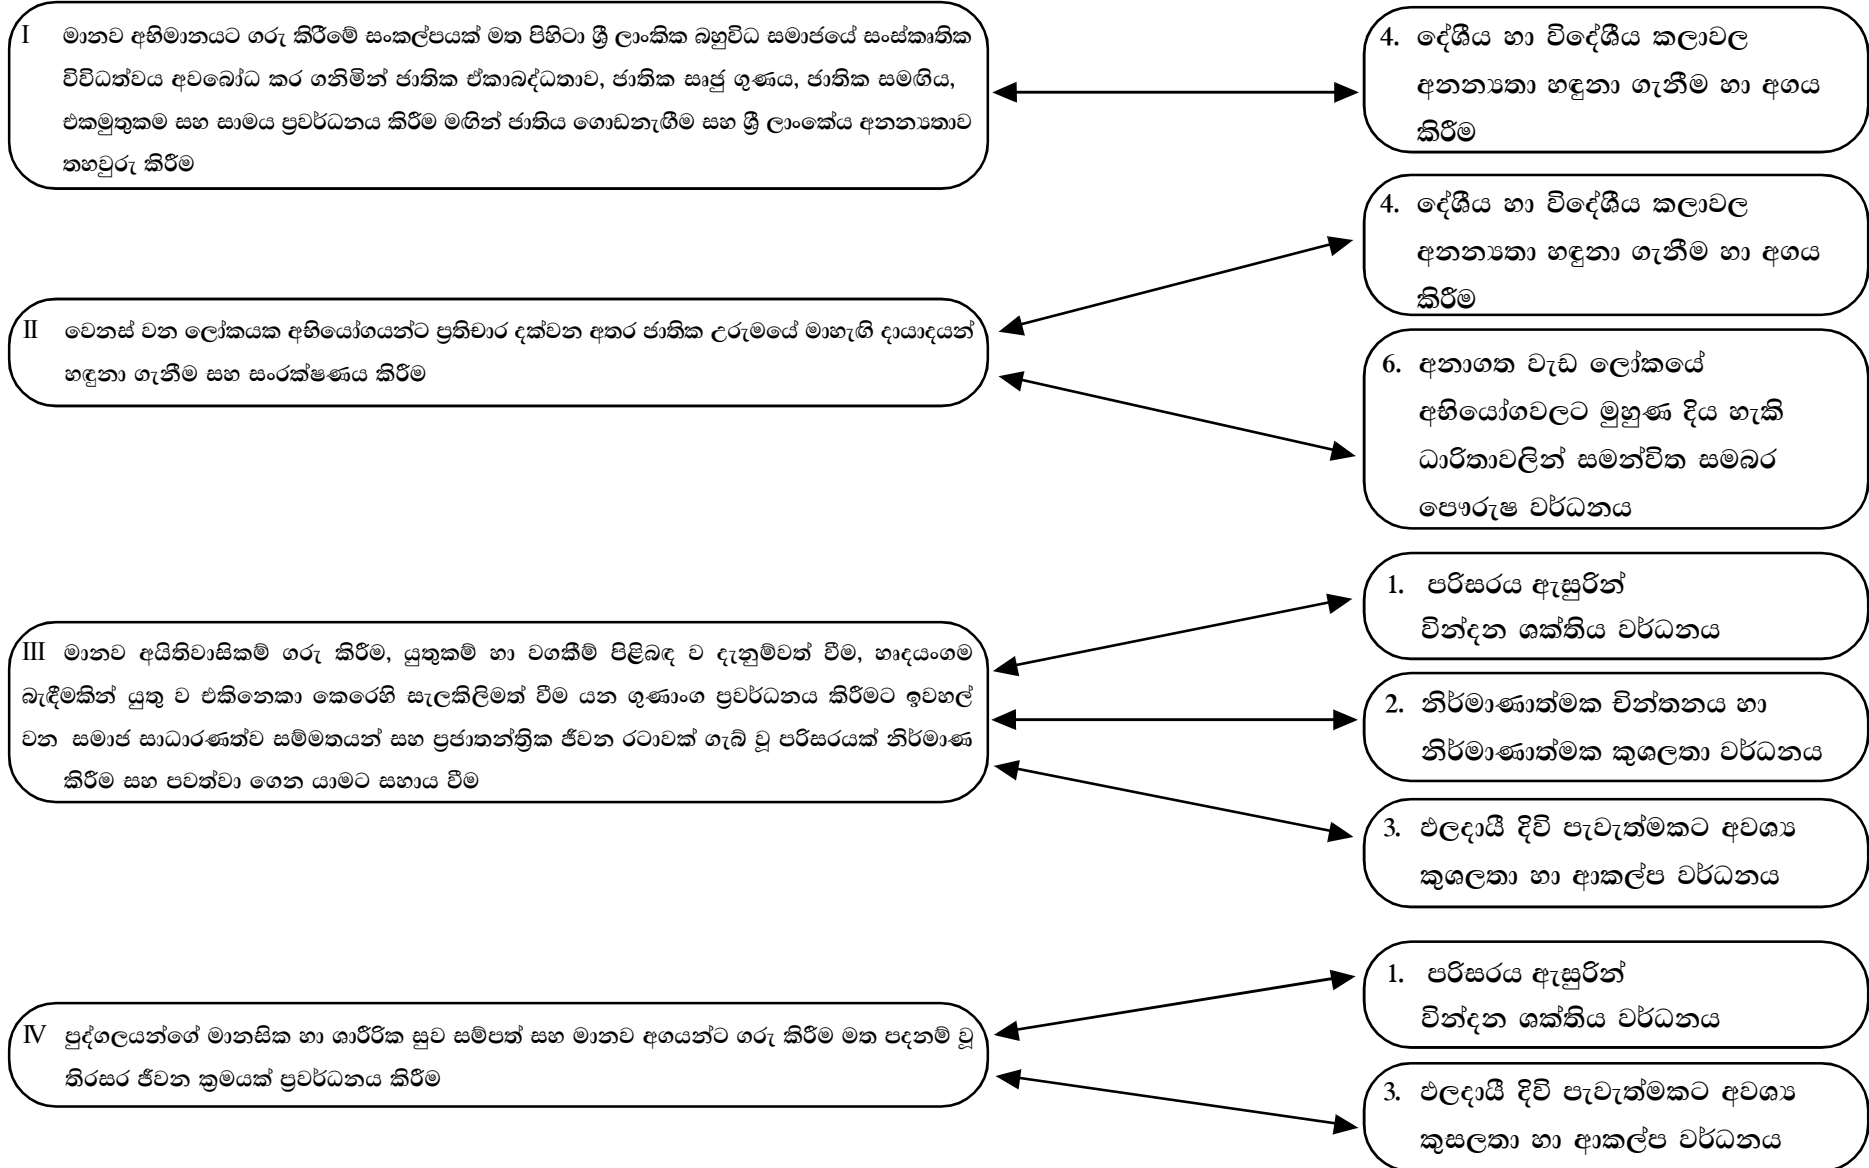 I මානව අභිමානයට ගරු කිරීමේ සංකල්පයක් මත පිහිටා ශ්‍රී ලාංකික බහුවිධ සමාජයේ සංස්කෘතික
විවිධත්වය අවබෝධ කර ගනිමින් ජාතික ඒකාබද්ධතාව, ජාතික සෘජු ගුණය, ජාතික සමගිය,
එකමුතුකම සහ සාමය ප්‍රවර්ධනය කිරීම මඟින් ජාතිය ගොඩනැඟීම සහ ශ්‍රී ලාංකේය අනන්‍යතාව
තහවුරු කිරීම
4. දේශීය හා විදේශීය කලාවල
අනන්‍යතා හඳුනා ගැනීම හා අගය
කිරීම
4. දේශීය හා විදේශීය කලාවල
අනන්‍යතා හඳුනා ගැනීම හා අගය
කිරීම
II වෙනස් වන ලෝකයක අභියෝගයන්ට ප්‍රතිචාර දක්වන අතර ජාතික උරුමයේ මාහැඟි දායාදයන්
හඳුනා ගැනීම සහ සංරක්ෂණය කිරීම
6. අනාගත වැඩ ලෝකයේ
අභියෝගවලට මුහුණ දිය හැකි
ධාරිතාවලින් සමන්විත සමබර
පෞරුෂ වර්ධනය
1. පරිසරය ඇසුරින්
වින්දන ශක්තිය වර්ධනය
III මානව අයිතිවාසිකම් ගරු කිරීම, යුතුකම් හා වගකීම් පිළිබඳ ව දැනුම්වත් වීම, හෘදයංගම
බැඳීමකින් යුතු ව එකිනෙකා කෙරෙහි සැලකිලිමත් වීම යන ගුණාංග ප්‍රවර්ධනය කිරීමට ඉවහල්
වන සමාජ සාධාරණත්ව සම්මතයන් සහ ප්‍රජාතන්ත්‍රික ජීවන රටාවක් ගැබ් වූ පරිසරයක් නිර්මාණ
කිරීම සහ පවත්වා ගෙන යාමට සහාය වීම
2. නිර්මාණාත්මක චින්තනය හා
නිර්මාණාත්මක කුශලතා වර්ධනය
3. ඵලදායී දිවි පැවැත්මකට අවශ්‍ය
කුශලතා හා ආකල්ප වර්ධනය
1. පරිසරය ඇසුරින්
වින්දන ශක්තිය වර්ධනය
IV පුද්ගලයන්ගේ මානසික හා ශාරීරික සුව සම්පත් සහ මානව අගයන්ට ගරු කිරීම මත පදනම් වූ
තිරසර ජීවන ක්‍රමයක් ප්‍රවර්ධනය කිරීම
3. ඵලදායී දිවි පැවැත්මකට අවශ්‍ය
කුසලතා හා ආකල්ප වර්ධනය